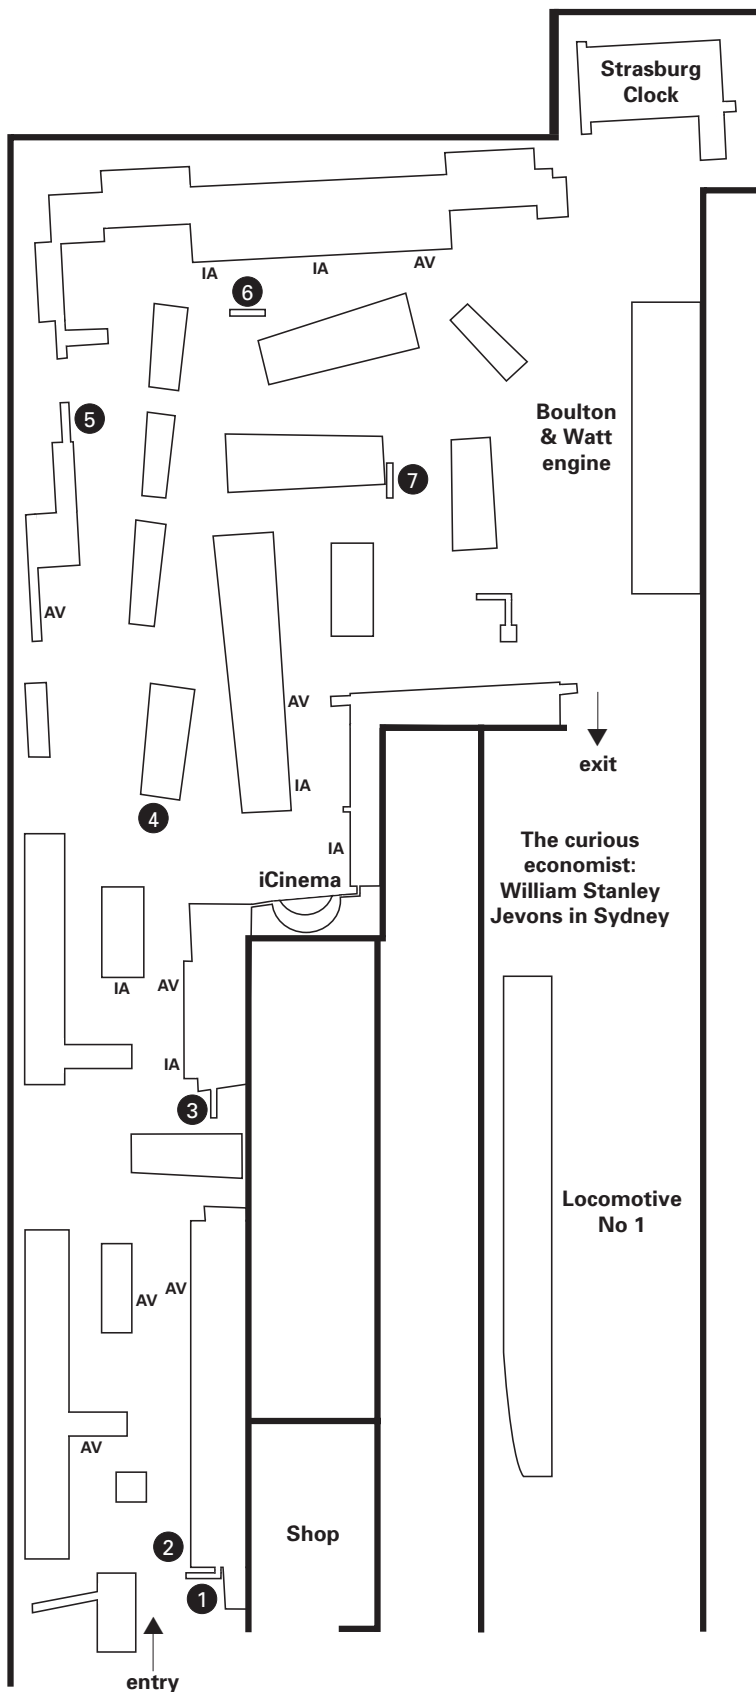 Strasburg
Clock
IA
IA
AV
6
5
Boulton
& Watt
engine
7
AV
AV
exit
IA
4
The curious
economist:
William Stanley
Jevons in Sydney
IA
iCinema
IA
AV
IA
3
Locomotive
No 1
AV
AV
AV
Shop
2
1
entry